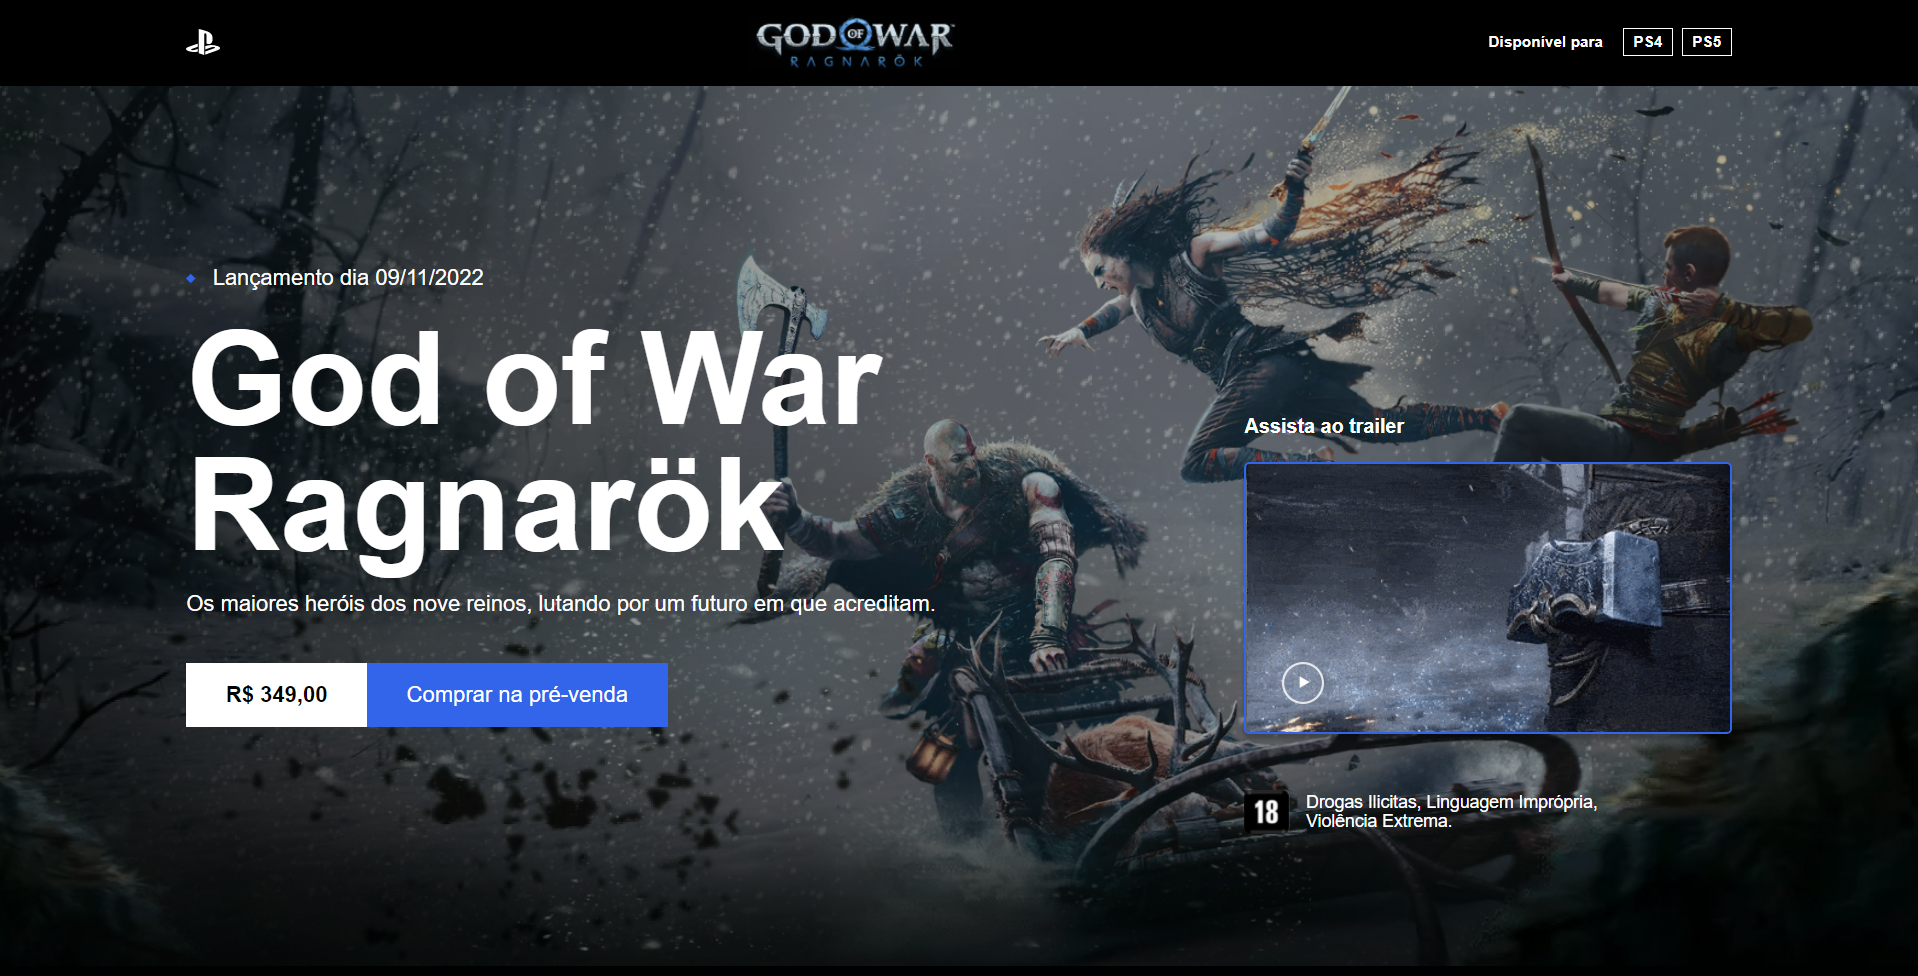 GOD OF WAR
RAGNARÖK
Disponível para PS4 PS5
Lançamento dia 09/11/2022
God of War
Ragnarök
Os maiores heróis dos nove reinos, lutando por um futuro em que acreditam.
R$ 349,00 Comprar na pré-venda
Assista ao trailer
18
Drogas Ilicitas, Linguagem Imprópria,
Violência Extrema.